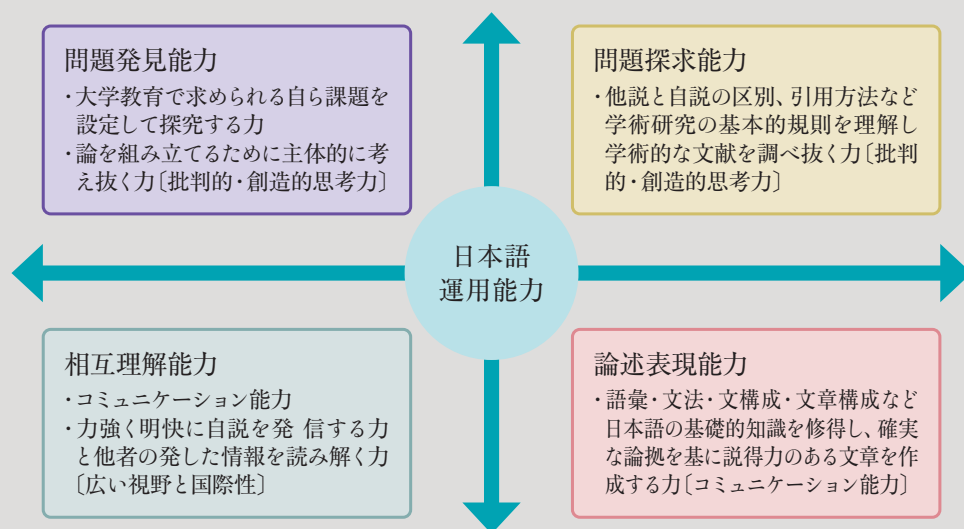 問題発見能力
・大学教育で求められる自ら課題を
設定して探究する力
・論を組み立てるために主体的に考
え抜く力〔批判的・創造的思考力〕
問題探求能力
・他説と自説の区別、引用方法など
学術研究の基本的規則を理解し
学術的な文献を調べ抜く力〔批判
的・創造的思考力〕
日本語
運用能力
相互理解能力
・コミュニケーション能力
・力強く明快に自説を発 信する力
と他者の発した情報を読み解く力
〔広い視野と国際性〕
論述表現能力
・語彙・文法・文構成・文章構成など
日本語の基礎的知識を修得し、確実
な論拠を基に説得力のある文章を作
成する力〔コミュニケーション能力〕